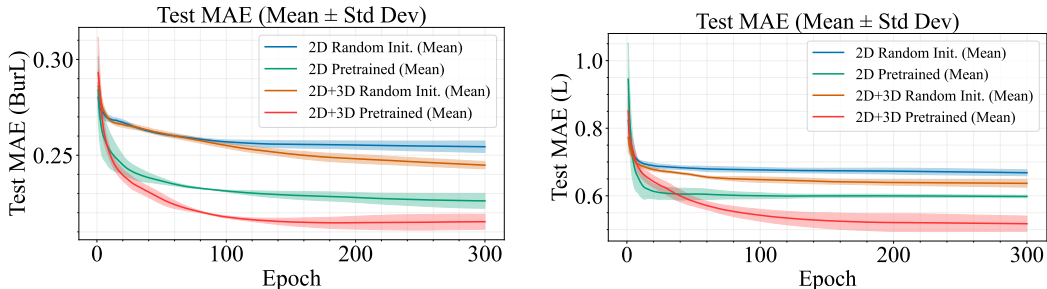 Test MAE (Mean ± Std Dev)
Test MAE (BurL)
0.30
0.25
2D Random Init. (Mean)
2D Pretrained (Mean)
2D+3D Random Init. (Mean)
2D+3D Pretrained (Mean)
0
100
200
300
Epoch
Test MAE (Mean ± Std Dev)
Test MAE (L)
1.0
0.8
0.6
2D Random Init. (Mean)
2D Pretrained (Mean)
2D+3D Random Init. (Mean)
2D+3D Pretrained (Mean)
0
100
200
300
Epoch